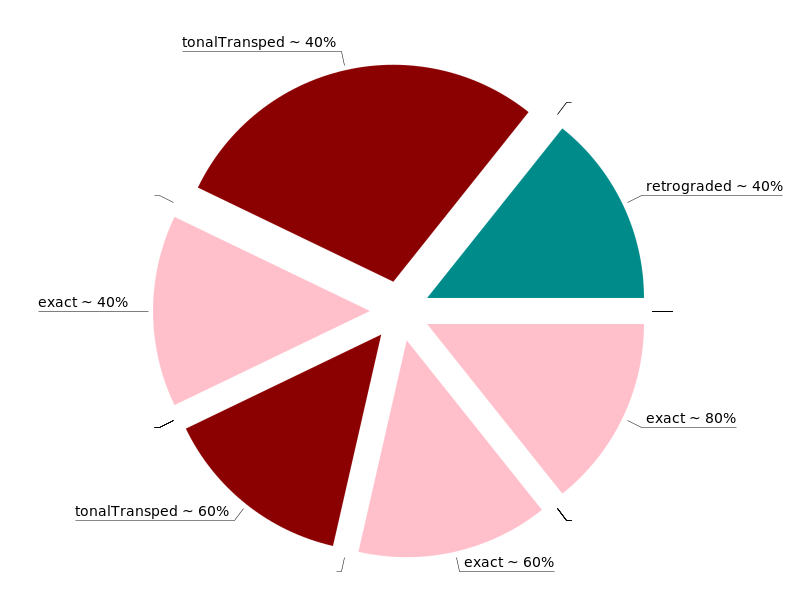 tonalTransped ~ 40%
retrograded ~ 40%
exact ~ 40%
exact ~ 80%
tonalTransped ~ 60%
exact ~ 60%